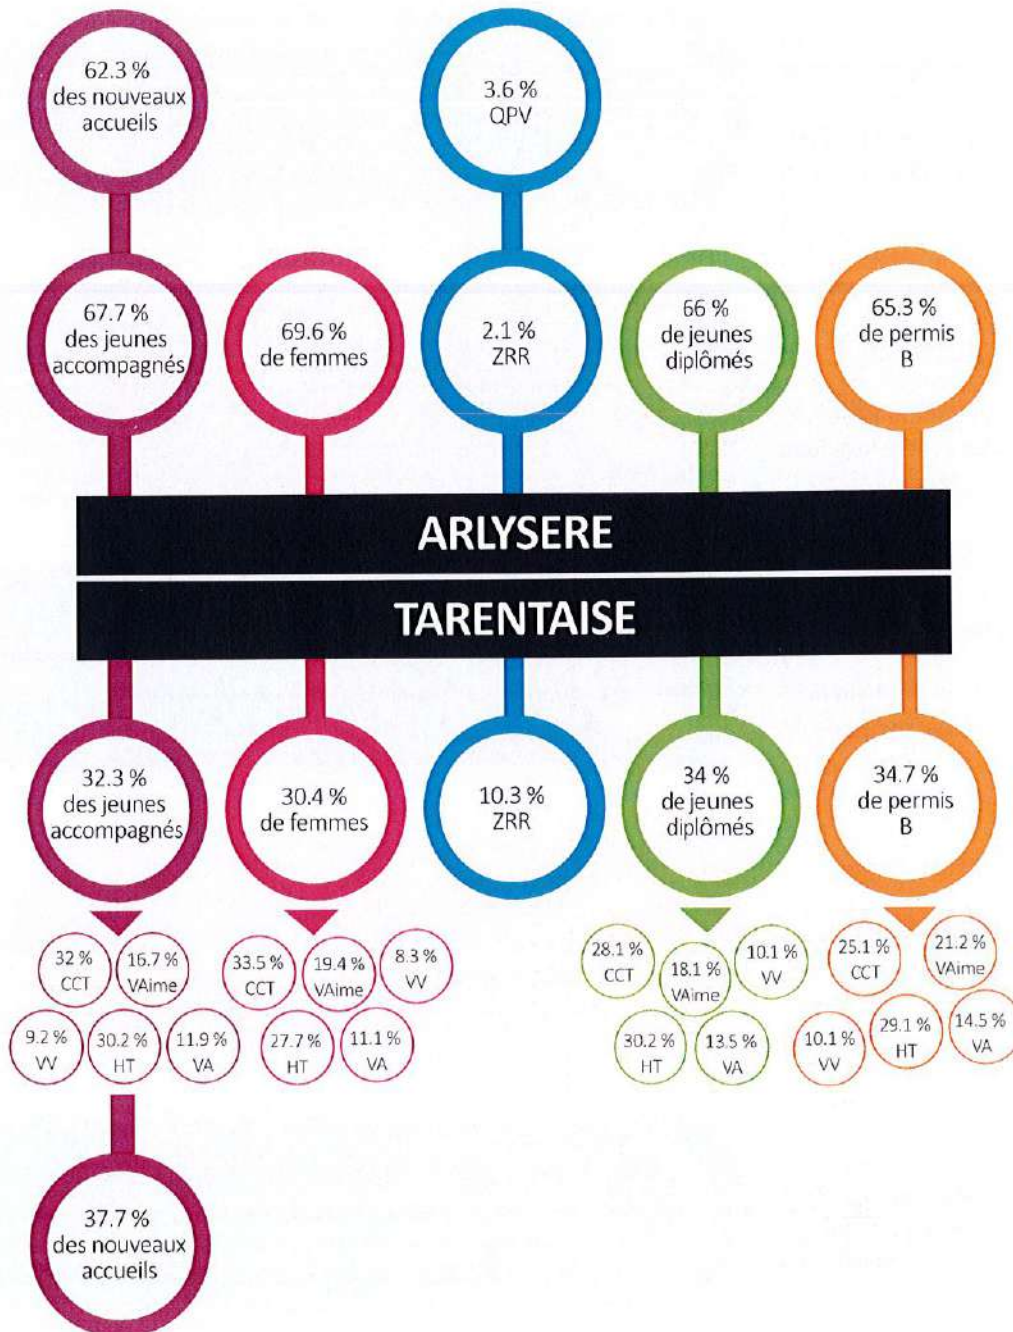 62.3 %
des nouveaux
accueils
3.6 %
QPV
67.7 %
des jeunes
accompagnés
69.6 %
de femmes
2.1 %
ZRR
66 %
de jeunes
diplômés
65.3 %
de permis
B
ARLYSERE
TARENTAISE
32.3 %
des jeunes
accompagnés
30.4 %
de femmes
10.3 %
ZRR
34 %
de jeunes
diplômés
34.7 %
de permis
B
32 %
CCT
16.7 %
VAime
9.2 %
VV
30.2 %
HT
11.9 %
VA
33.5 %
CCT
19.4 %
VAime
8.3 %
VV
27.7 %
HT
11.1 %
VA
28.1 %
CCT
18.1 %
VAime
10.1 %
VV
30.2 %
HT
13.5 %
VA
25.1 %
CCT
21.2 %
VAime
10.1 %
VV
29.1 %
HT
14.5 %
VA
37.7 %
des nouveaux
accueils